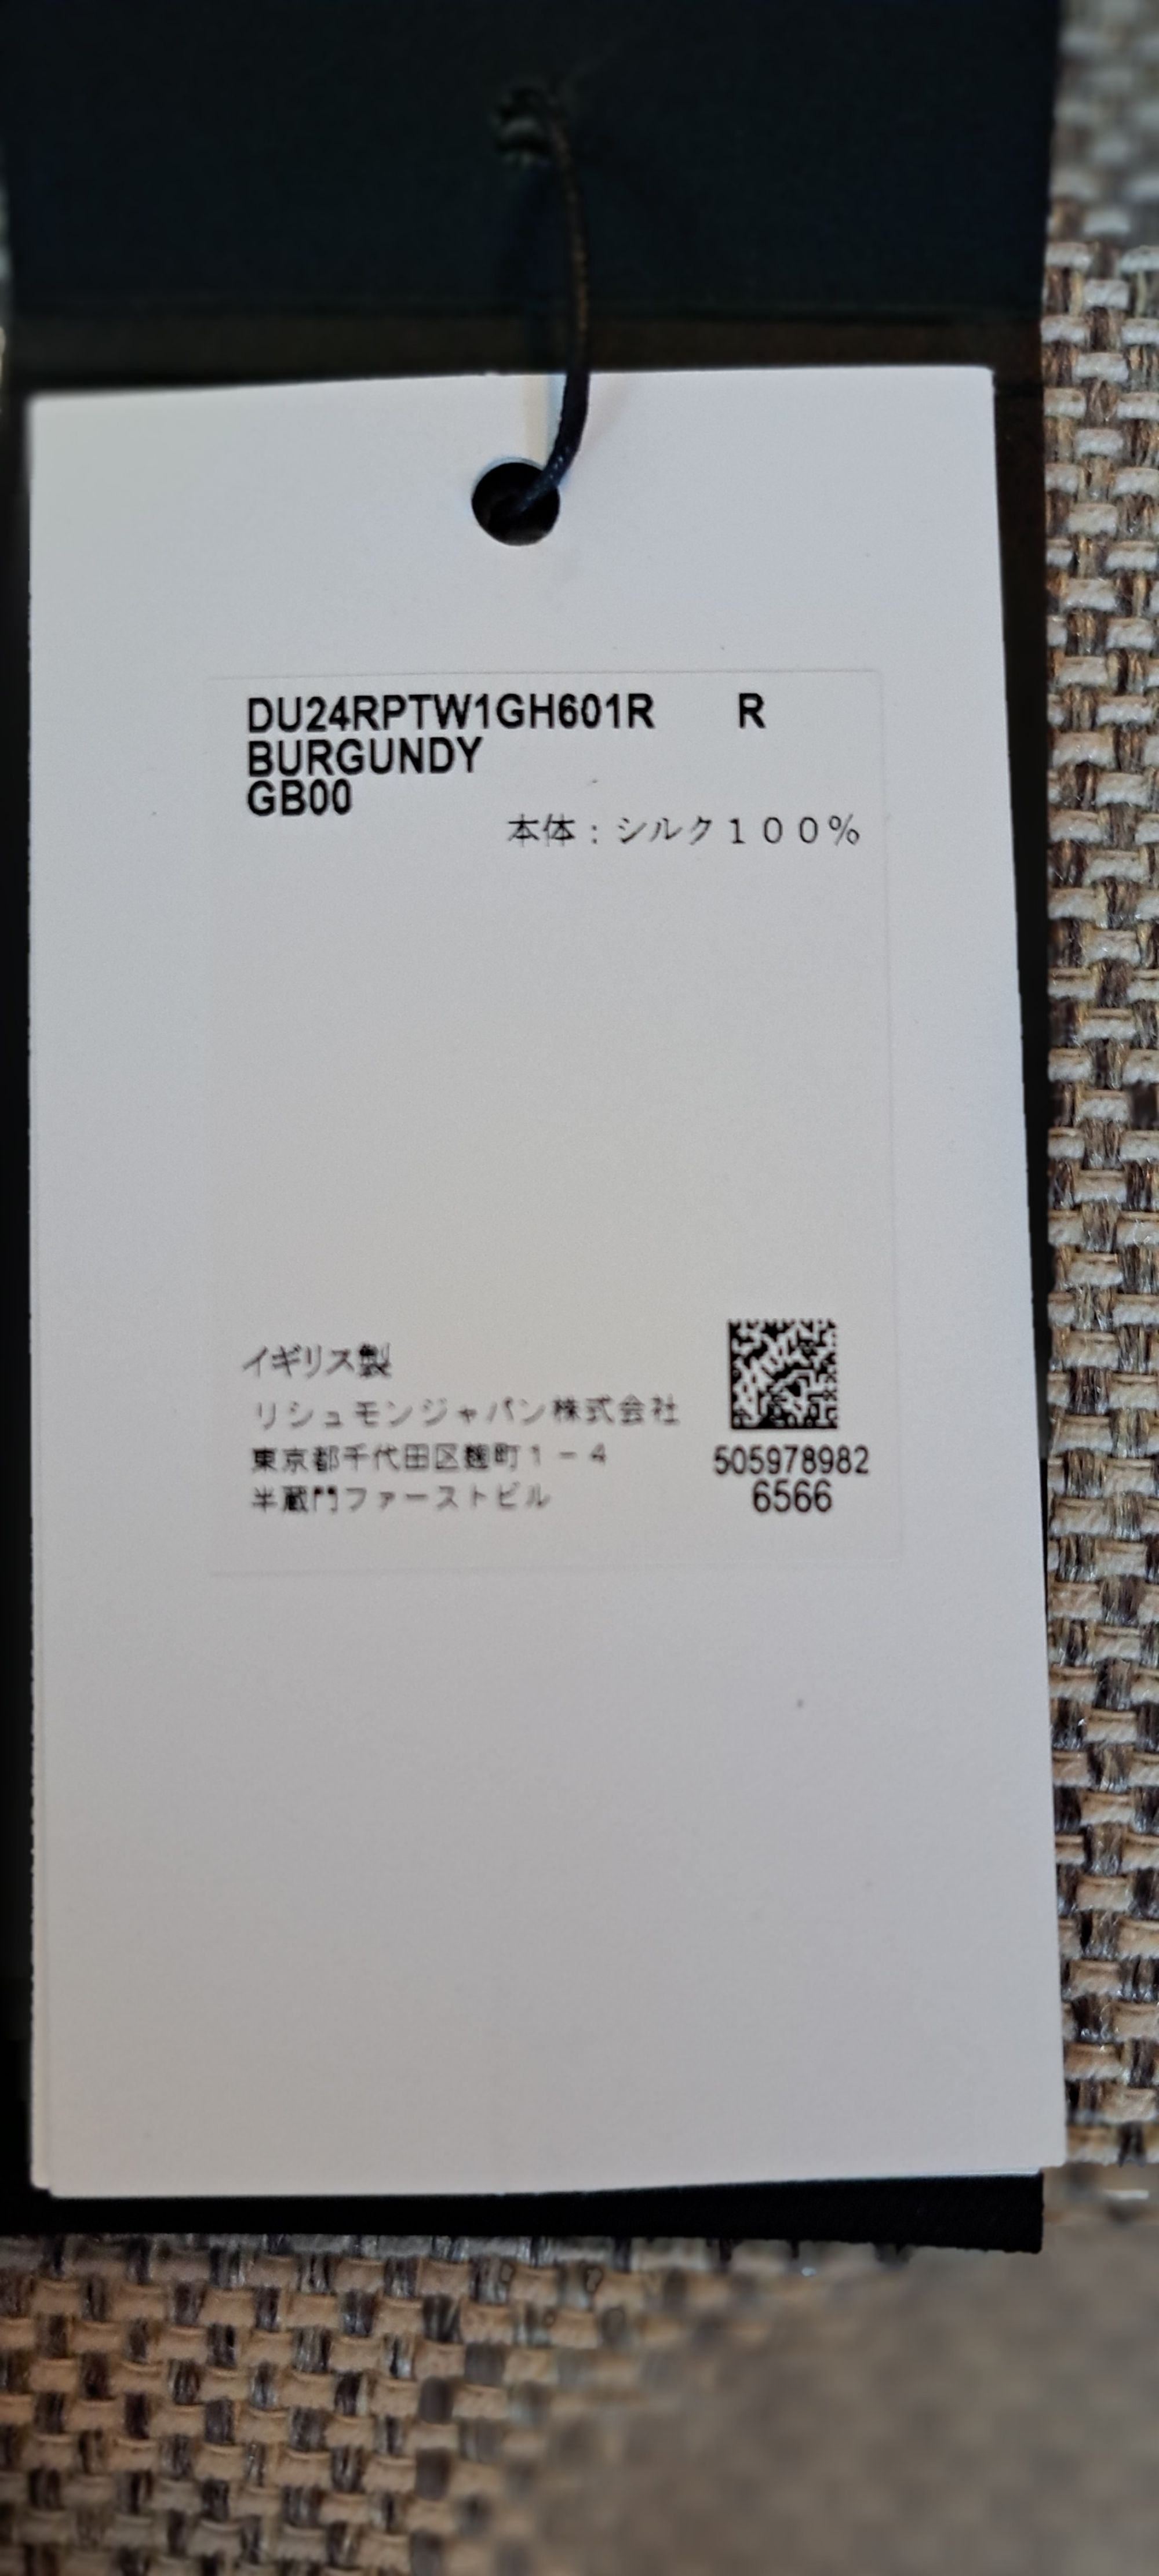 DU24RPTW1GH601R R
BURGUNDY
GB00
本体：シルク１００％
イギリス製
リシュモンジャパン株式会社
東京都千代田区麹町１－４
半蔵門ファーストビル
505978982
6566